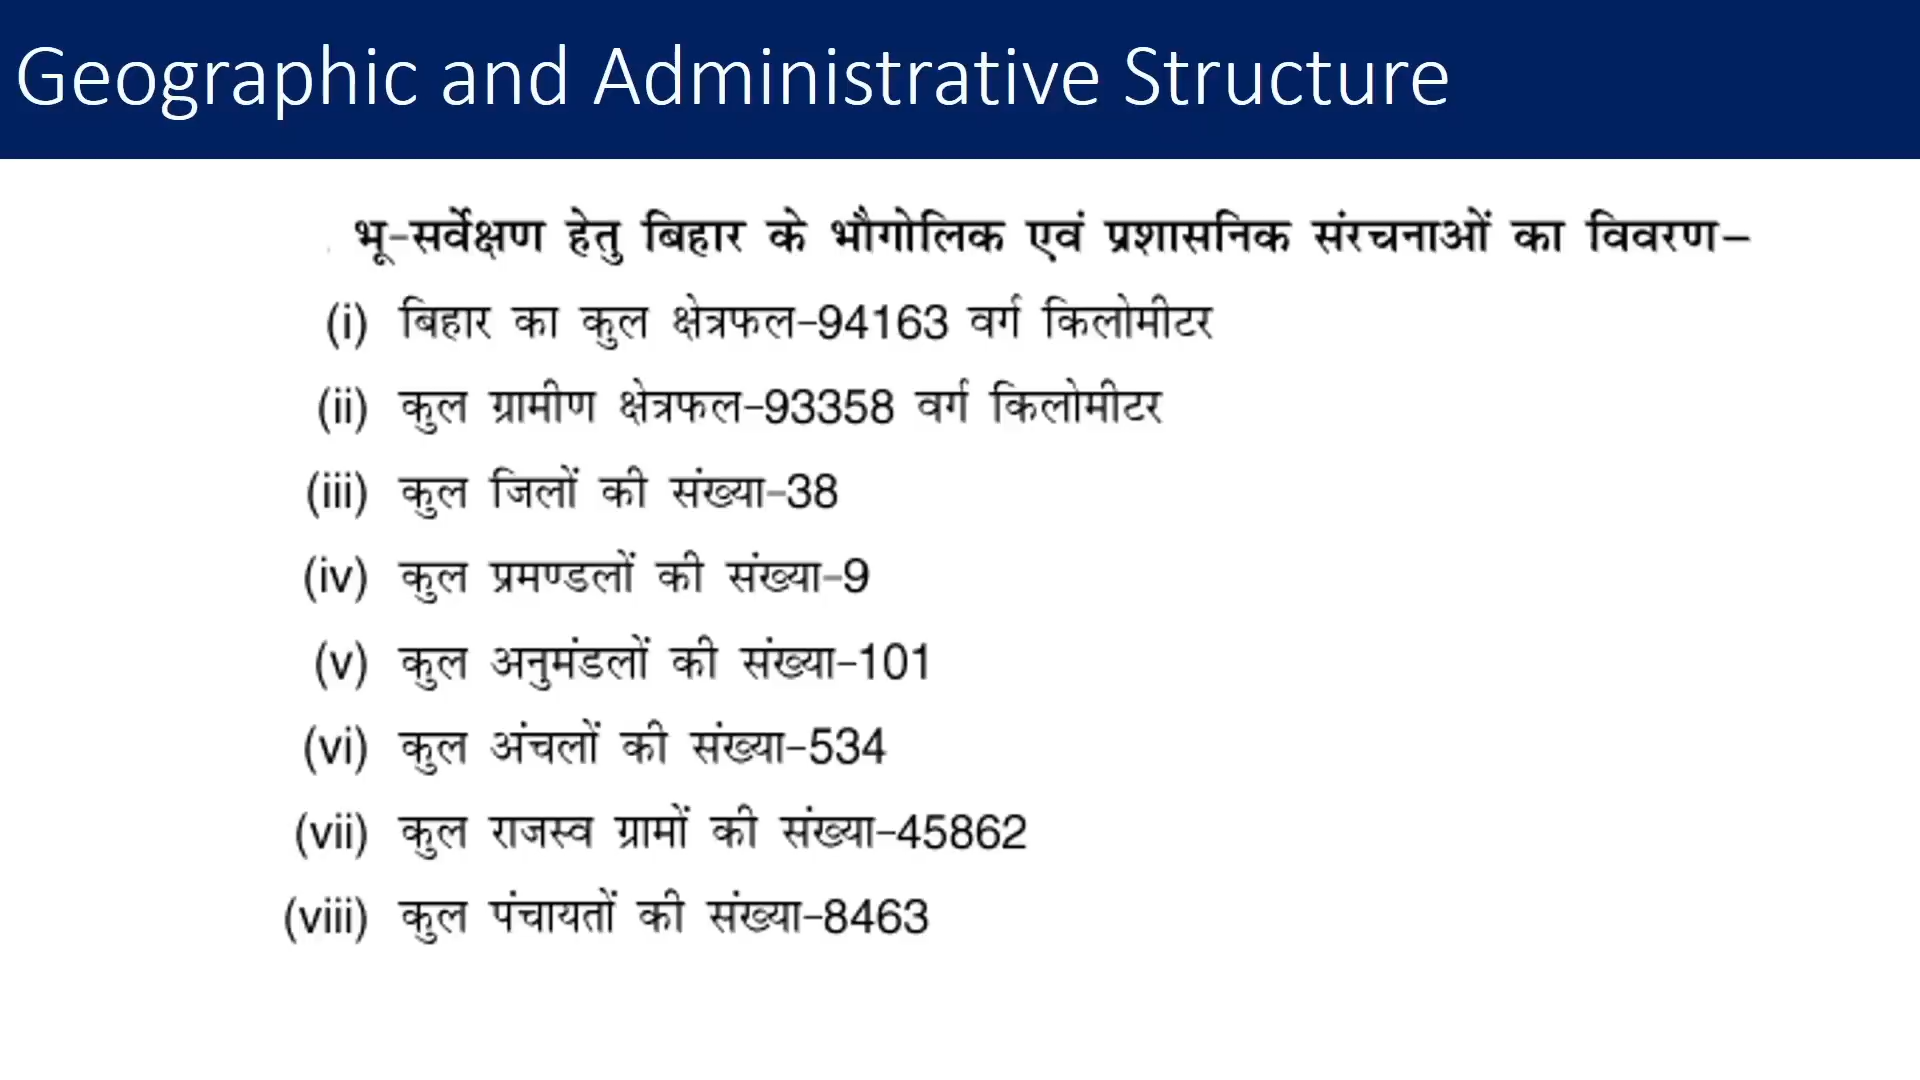 Geographic and Administrative Structure
भू-सर्वेक्षण हेतु बिहार के भौगोलिक एवं प्रशासनिक संरचनाओं का विवरण–
(i) बिहार का कुल क्षेत्रफल-94163 वर्ग किलोमीटर
(ii) कुल ग्रामीण क्षेत्रफल-93358 वर्ग किलोमीटर
(iii) कुल जिलों की संख्या-38
(iv) कुल प्रमण्डलों की संख्या-9
(v) कुल अनुमंडलों की संख्या-101
(vi) कुल अंचलों की संख्या-534
(vii) कुल राजस्व ग्रामों की संख्या-45862
(viii) कुल पंचायतों की संख्या-8463